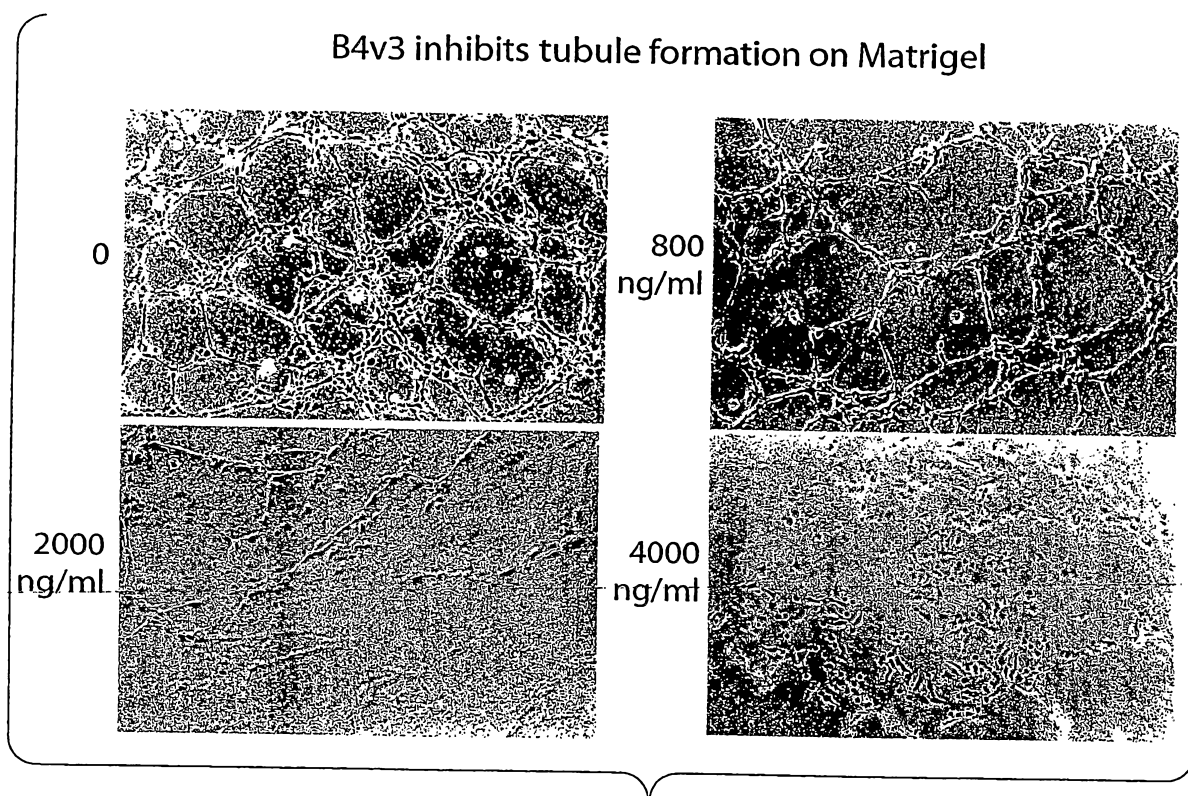 B4v3 inhibits tubule formation on Matrigel
0
800
ng/ml
2000
ng/ml
4000
ng/ml